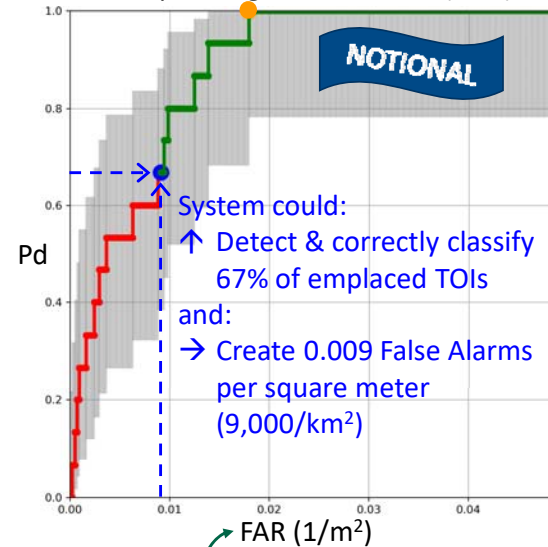 1.0
NOTIONAL
0.8
System could:
↑ Detect & correctly classify
67% of emplaced TOIs
Pd
and:
0.6
0.4
→ Create 0.009 False Alarms
per square meter
(9,000/km²)
0.2
0.0
0.00 0.01 0.02 0.03 0.04
FAR (1/m²)